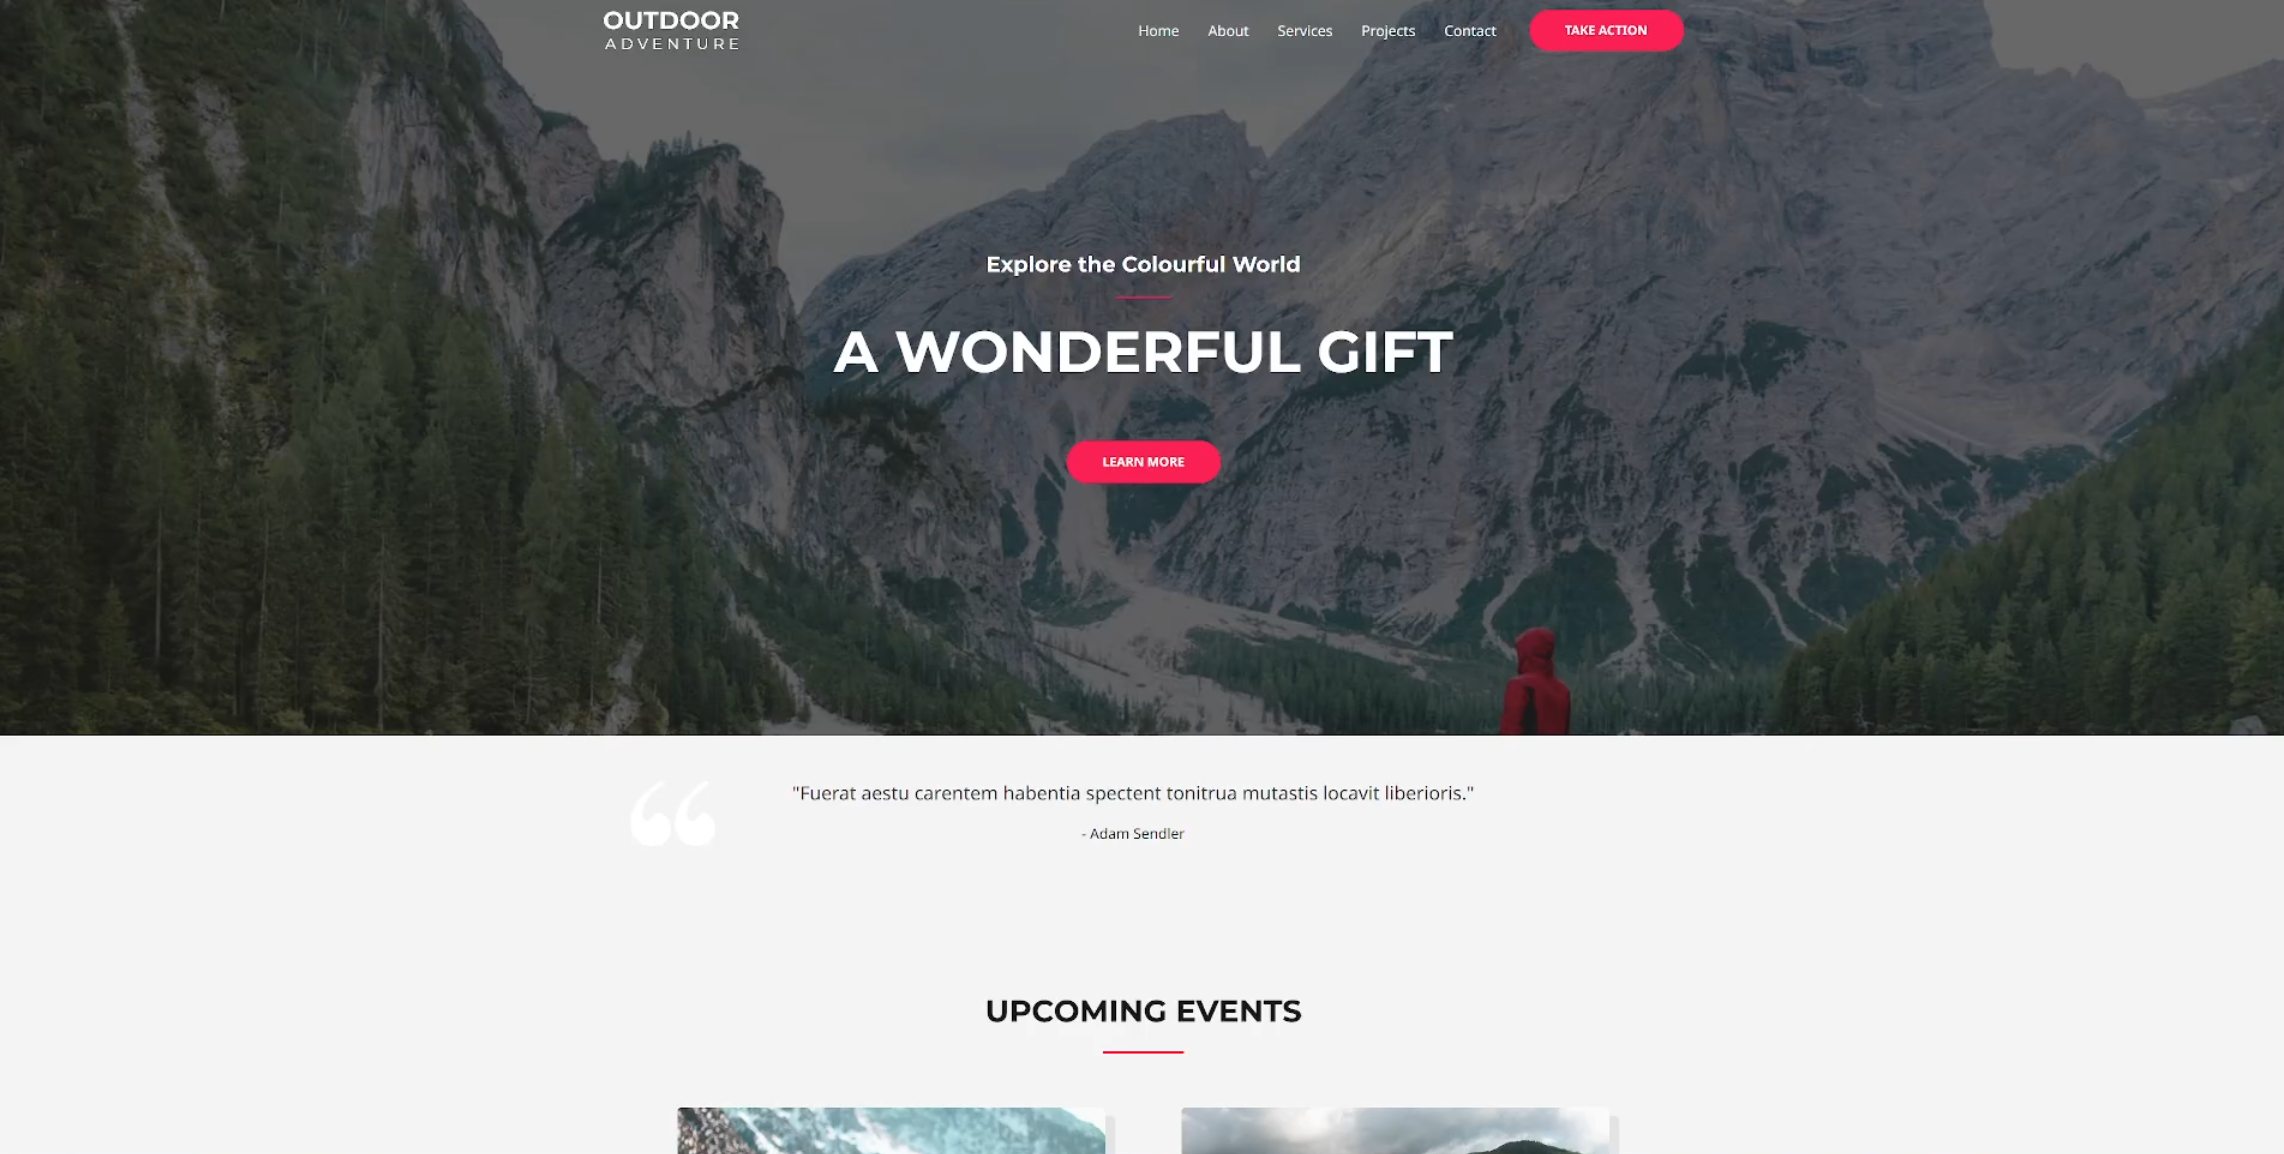 OUTDOOR
ADVENTURE
Home About Services Projects Contact TAKE ACTION
Explore the Colourful World
A WONDERFUL GIFT
LEARN MORE
"Fuerat aestu carentem habentia spectent tonitrua mutastis locavit liberioris."
- Adam Sendler
UPCOMING EVENTS